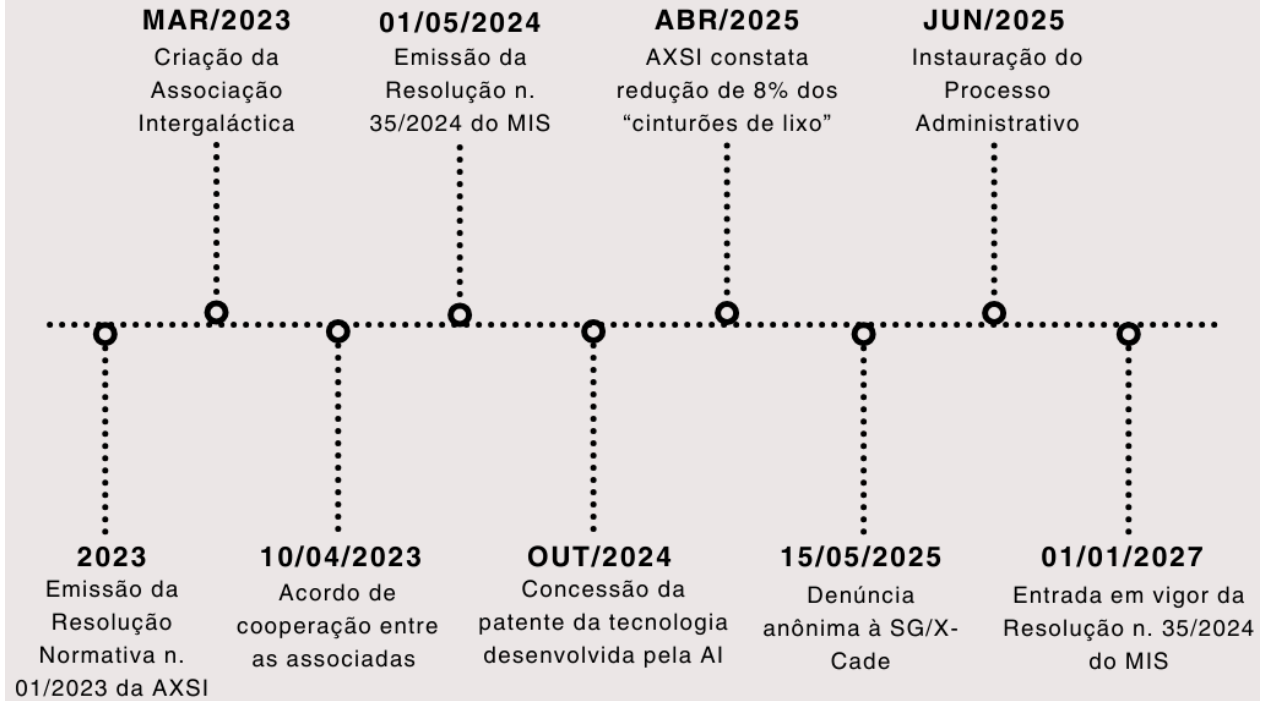 MAR/2023
Criação da
Associação
Intergaláctica
01/05/2024
Emissão da
Resolução n.
35/2024 do MIS
ABR/2025
AXSI constata
redução de 8% dos
“cinturões de lixo”
JUN/2025
Instauração do
Processo
Administrativo
2023
Emissão da
Resolução
Normativa n.
01/2023 da AXSI
10/04/2023
Acordo de
cooperação entre
as associadas
OUT/2024
Concessão da
patente da tecnologia
desenvolvida pela AI
15/05/2025
Denúncia
anônima à SG/X-
Cade
01/01/2027
Entrada em vigor da
Resolução n. 35/2024
do MIS